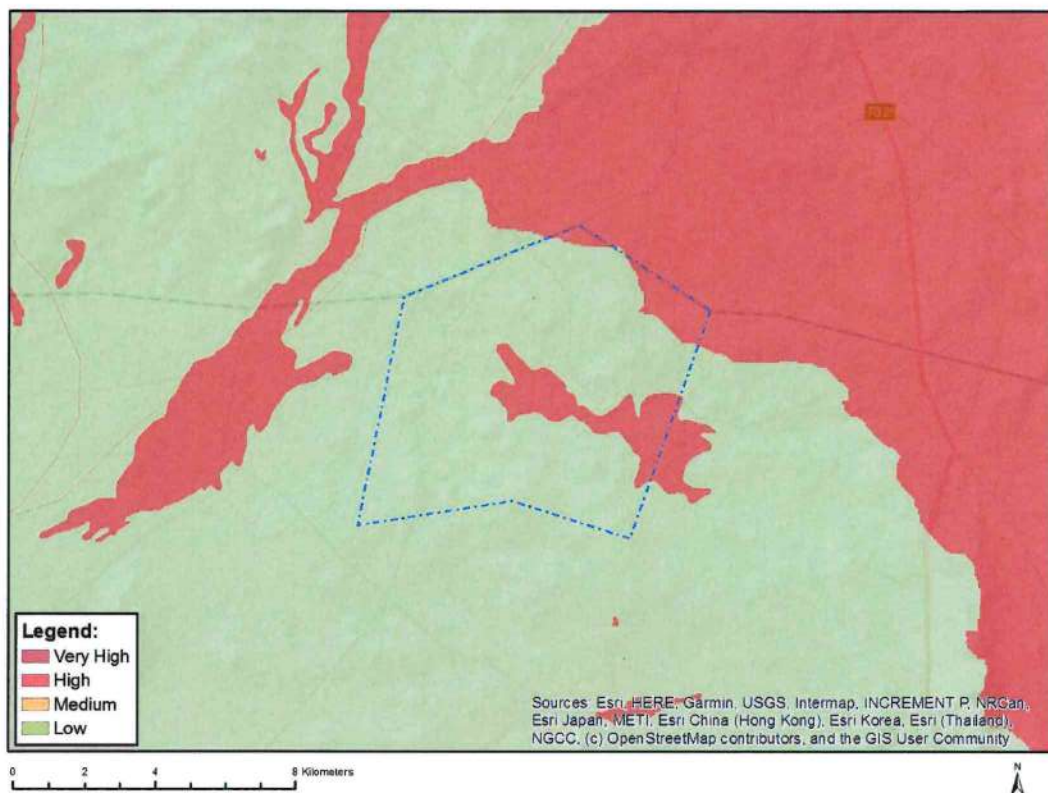 Legend:
Very High
High
Medium
Low
Sources: Esri, HERE, Garmin, USGS, Intermap, INCREMENT P, NRCan,
Esri Japan, METI, Esri China (Hong Kong), Esri Korea, Esri (Thailand),
NGCC, (c) OpenStreetMap contributors, and the GIS User Community
0 2 4 8 Kilometers
N